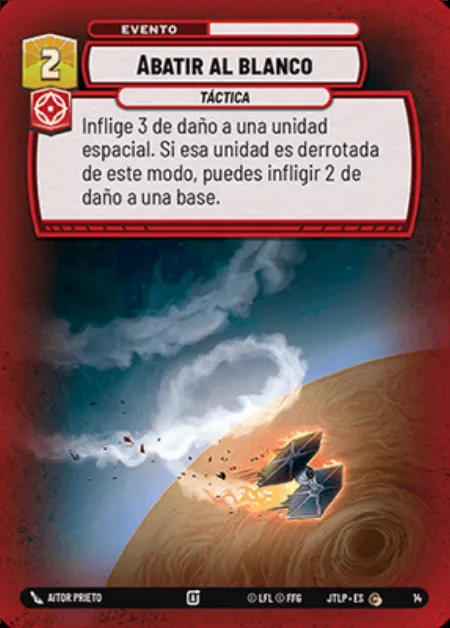 EVENTO
2
ABATIR AL BLANCO
TÁCTICA
Inflige 3 de daño a una unidad
espacial. Si esa unidad es derrotada
de este modo, puedes infligir 2 de
daño a una base.
AITOR PRIETO
© LFL © FFG
JTLP • ES C 14